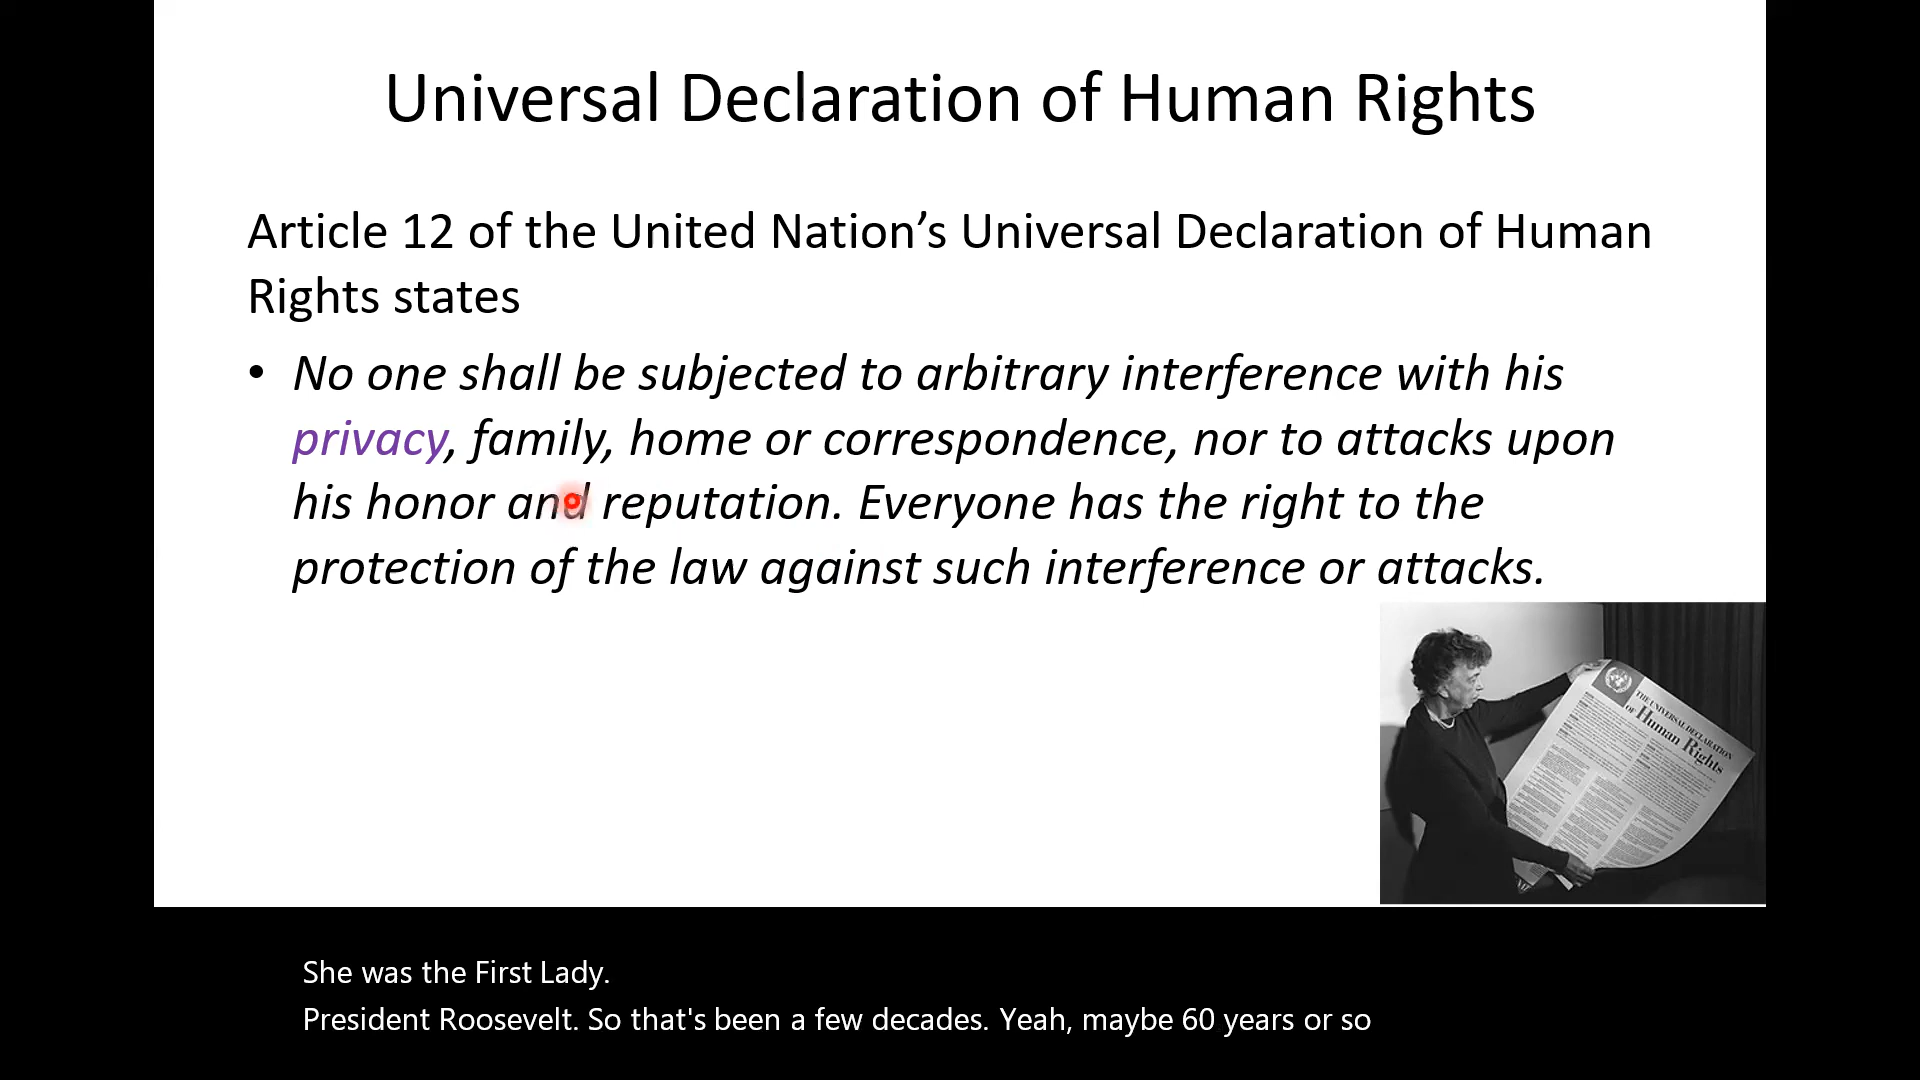 Universal Declaration of Human Rights
Article 12 of the United Nation’s Universal Declaration of Human
Rights states
• No one shall be subjected to arbitrary interference with his
privacy, family, home or correspondence, nor to attacks upon
his honor and reputation. Everyone has the right to the
protection of the law against such interference or attacks.
THE UNIVERSAL DECLARATION
OF Human Rights
She was the First Lady.
President Roosevelt. So that's been a few decades. Yeah, maybe 60 years or so